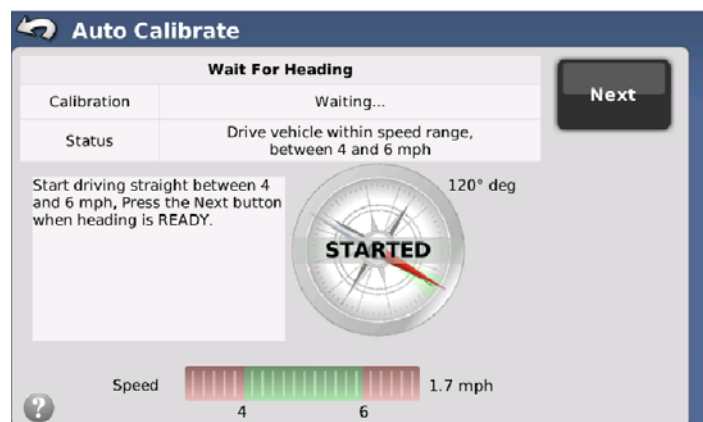 Auto Calibrate
Wait For Heading
Next
Calibration
Waiting...
Status
Drive vehicle within speed range,
between 4 and 6 mph
Start driving straight between 4
and 6 mph, Press the Next button
when heading is READY.
120° deg
STARTED
Speed
1.7 mph
4
6
?